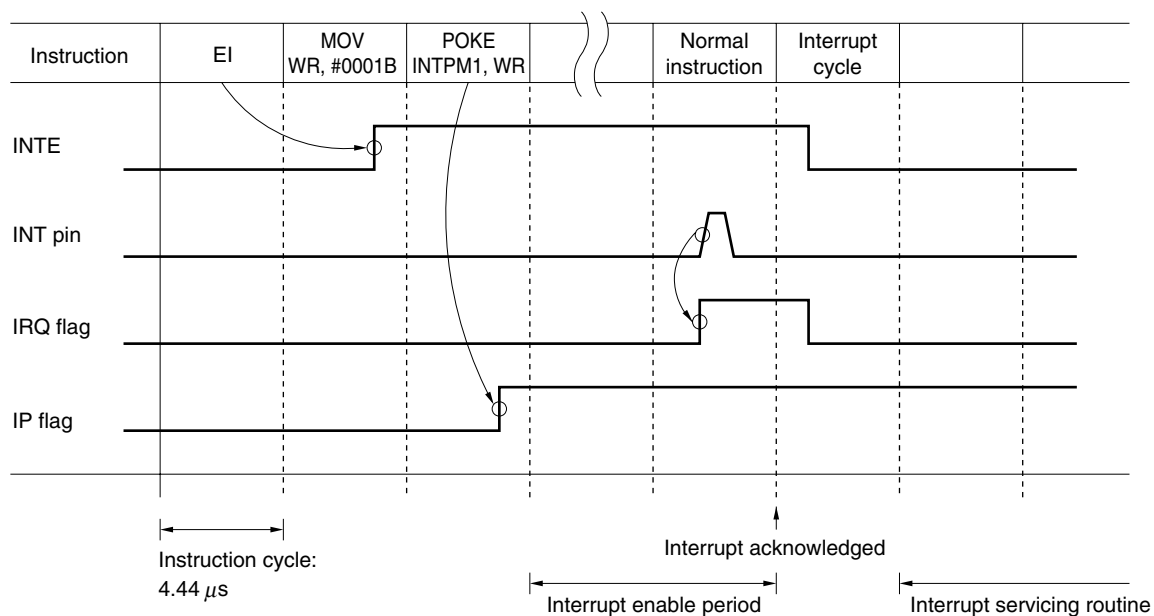 Instruction
EI
MOV
WR, #0001B
POKE
INTPM1, WR
Normal
instruction
Interrupt
cycle
INTE
INT pin
IRQ flag
IP flag
Instruction cycle:
4.44 μs
Interrupt acknowledged
Interrupt enable period
Interrupt servicing routine